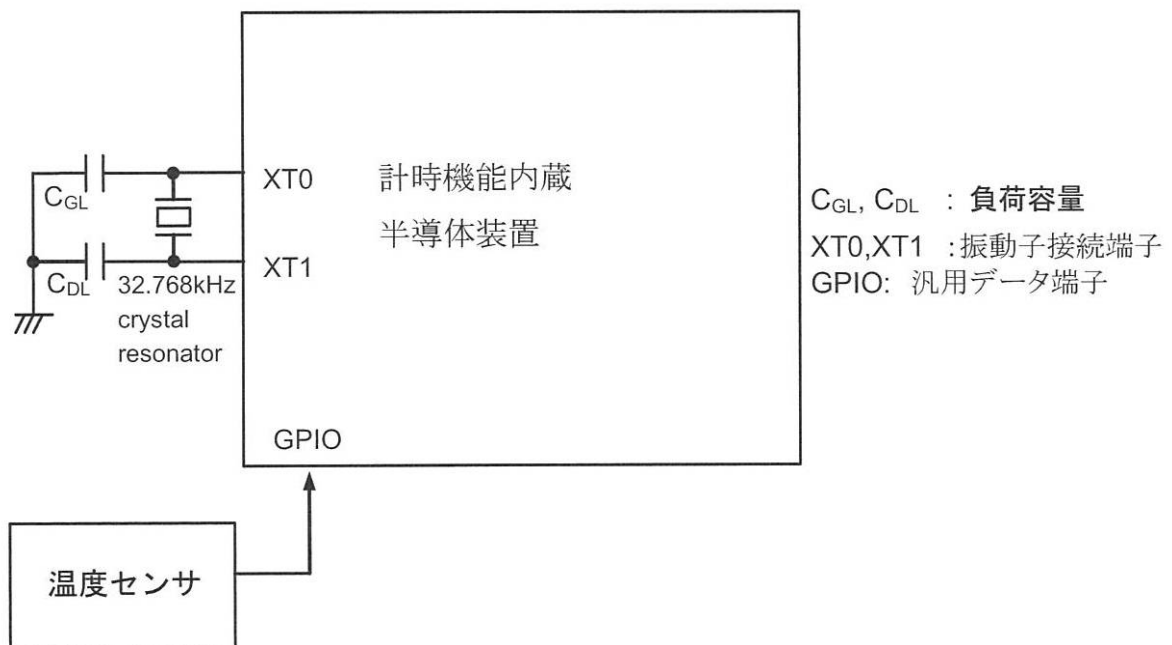 XT0
計時機能内蔵
半導体装置
XT1
GPIO
CGL
CDL
32.768kHz
crystal
resonator
CGL, CDL : 負荷容量
XT0,XT1 :振動子接続端子
GPIO: 汎用データ端子
温度センサ